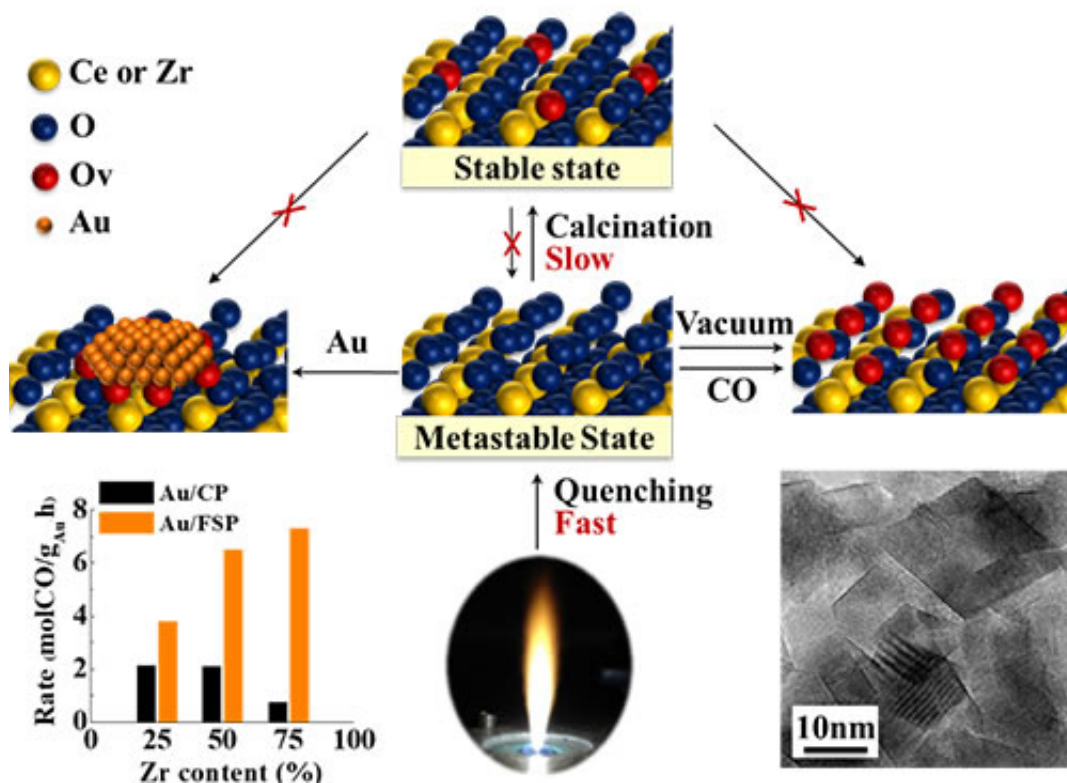 Ce or Zr
O
Ov
Au
Stable state
Calcination
Slow
Au
Vacuum
CO
Metastable State
Quenching
Fast
Au/CP
Au/FSP
Rate (molCO/gAuh)
8
6
4
2
0
0 25 50 75 100
Zr content (%)
10nm